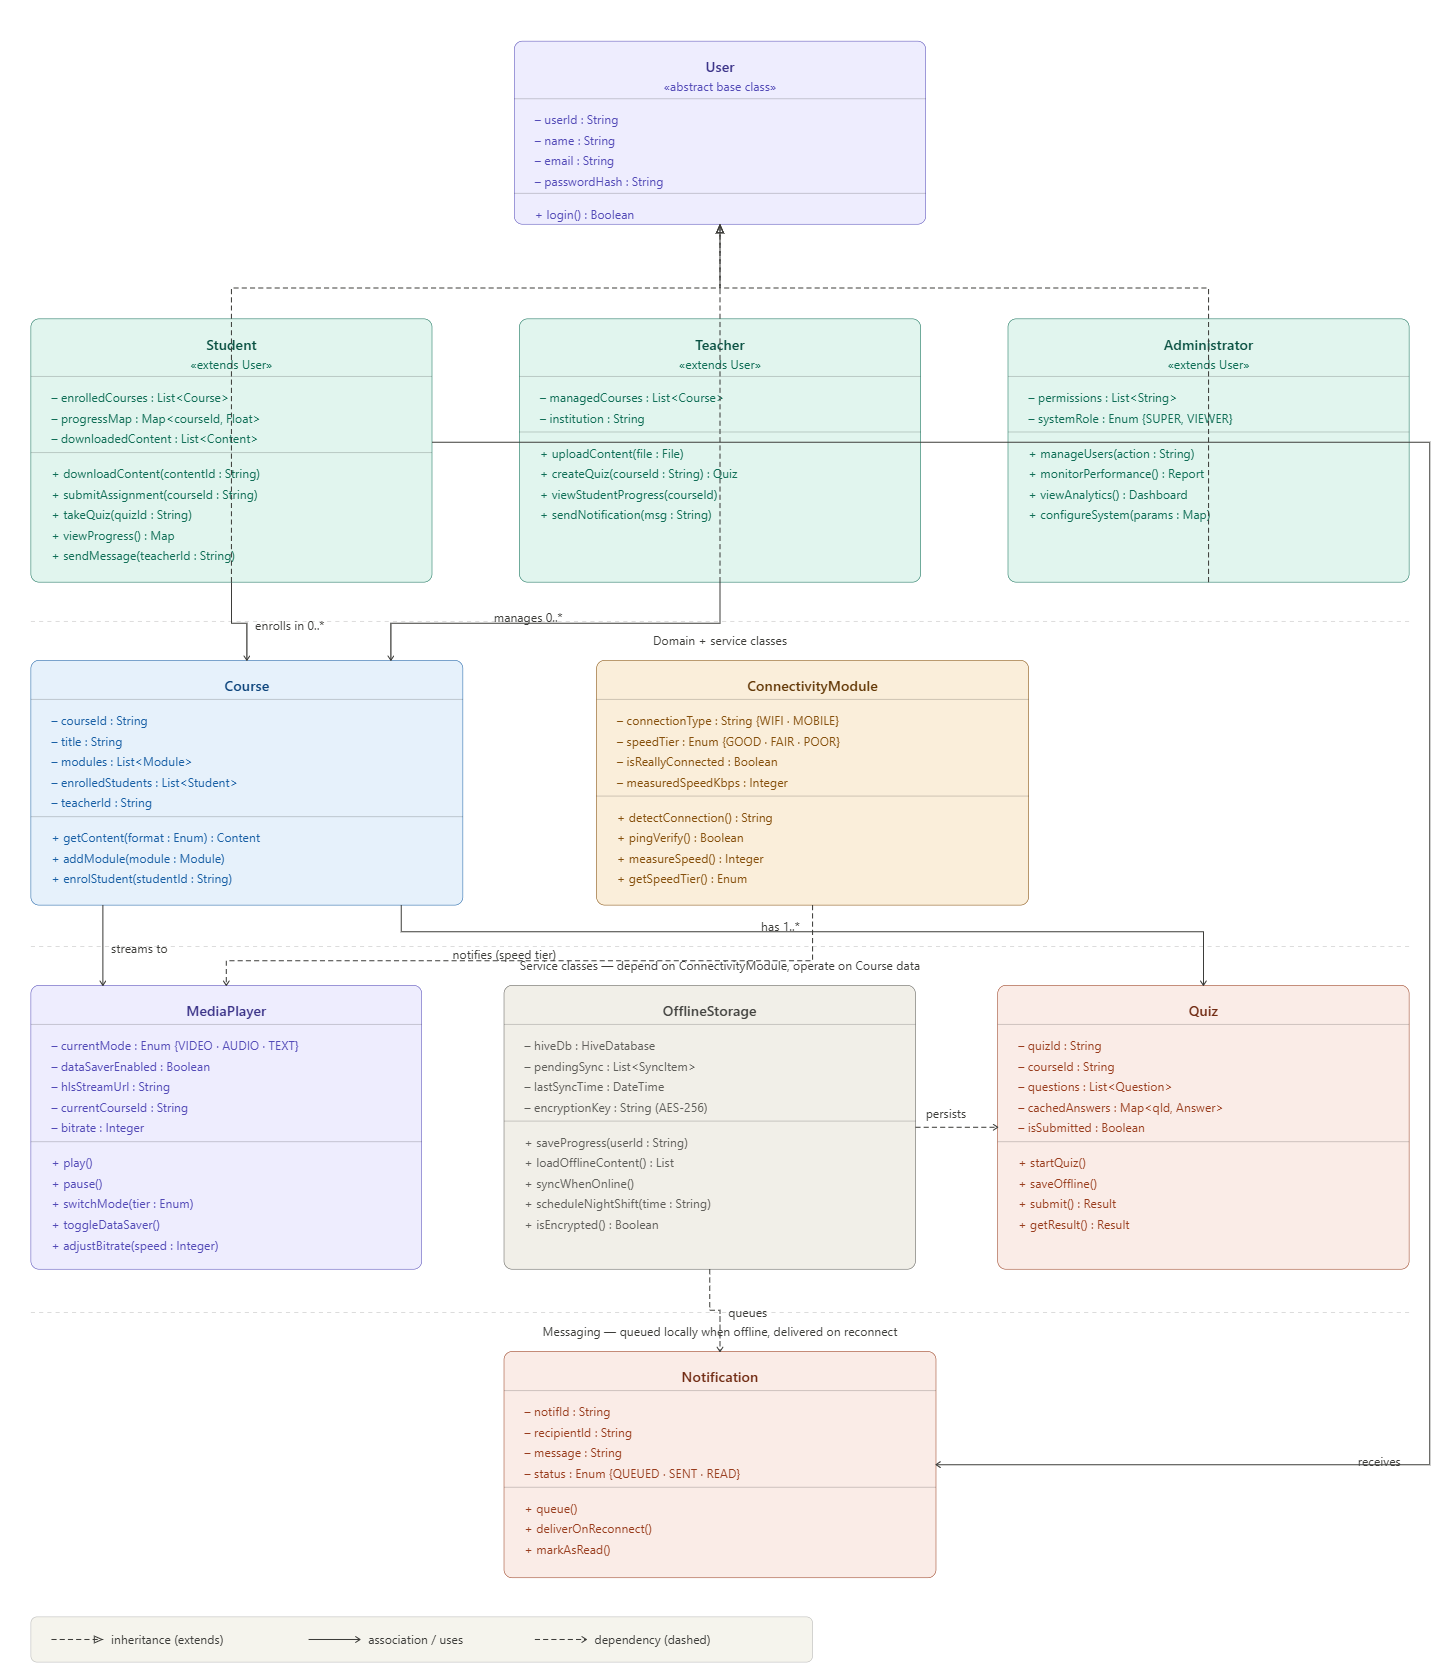 User
«abstract base class»
– userId : String
– name : String
– email : String
– passwordHash : String
+ login() : Boolean
Student
«extends User»
– enrolledCourses : List<Course>
– progressMap : Map<courseId, Float>
– downloadedContent : List<Content>
+ downloadContent(contentId : String)
+ submitAssignment(courseId : String)
+ takeQuiz(quizId : String)
+ viewProgress() : Map
+ sendMessage(teacherId : String)
Teacher
«extends User»
– managedCourses : List<Course>
– institution : String
+ uploadContent(file : File)
+ createQuiz(courseId : String) : Quiz
+ viewStudentProgress(courseId)
+ sendNotification(msg : String)
Administrator
«extends User»
– permissions : List<String>
– systemRole : Enum {SUPER, VIEWER}
+ manageUsers(action : String)
+ monitorPerformance() : Report
+ viewAnalytics() : Dashboard
+ configureSystem(params : Map)
enrolls in 0..*
manages 0..*
Domain + service classes
Course
– courseId : String
– title : String
– modules : List<Module>
– enrolledStudents : List<Student>
– teacherId : String
+ getContent(format : Enum) : Content
+ addModule(module : Module)
+ enrolStudent(studentId : String)
ConnectivityModule
– connectionType : String {WIFI · MOBILE}
– speedTier : Enum {GOOD · FAIR · POOR}
– isReallyConnected : Boolean
– measuredSpeedKbps : Integer
+ detectConnection() : String
+ pingVerify() : Boolean
+ measureSpeed() : Integer
+ getSpeedTier() : Enum
streams to
has 1..*
notifies (speed tier)
Service classes — depend on ConnectivityModule, operate on Course data
MediaPlayer
– currentMode : Enum {VIDEO · AUDIO · TEXT}
– dataSaverEnabled : Boolean
– hlsStreamUrl : String
– currentCourseId : String
– bitrate : Integer
+ play()
+ pause()
+ switchMode(tier : Enum)
+ toggleDataSaver()
+ adjustBitrate(speed : Integer)
OfflineStorage
– hiveDb : HiveDatabase
– pendingSync : List<SyncItem>
– lastSyncTime : DateTime
– encryptionKey : String (AES-256)
+ saveProgress(userId : String)
+ loadOfflineContent() : List
+ syncWhenOnline()
+ scheduleNightShift(time : String)
+ isEncrypted() : Boolean
persists
Quiz
– quizId : String
– courseId : String
– questions : List<Question>
– cachedAnswers : Map<qId, Answer>
– isSubmitted : Boolean
+ startQuiz()
+ saveOffline()
+ submit() : Result
+ getResult() : Result
queues
Messaging — queued locally when offline, delivered on reconnect
Notification
– notifId : String
– recipientId : String
– message : String
– status : Enum {QUEUED · SENT · READ}
+ queue()
+ deliverOnReconnect()
+ markAsRead()
receives
inheritance (extends)
association / uses
dependency (dashed)